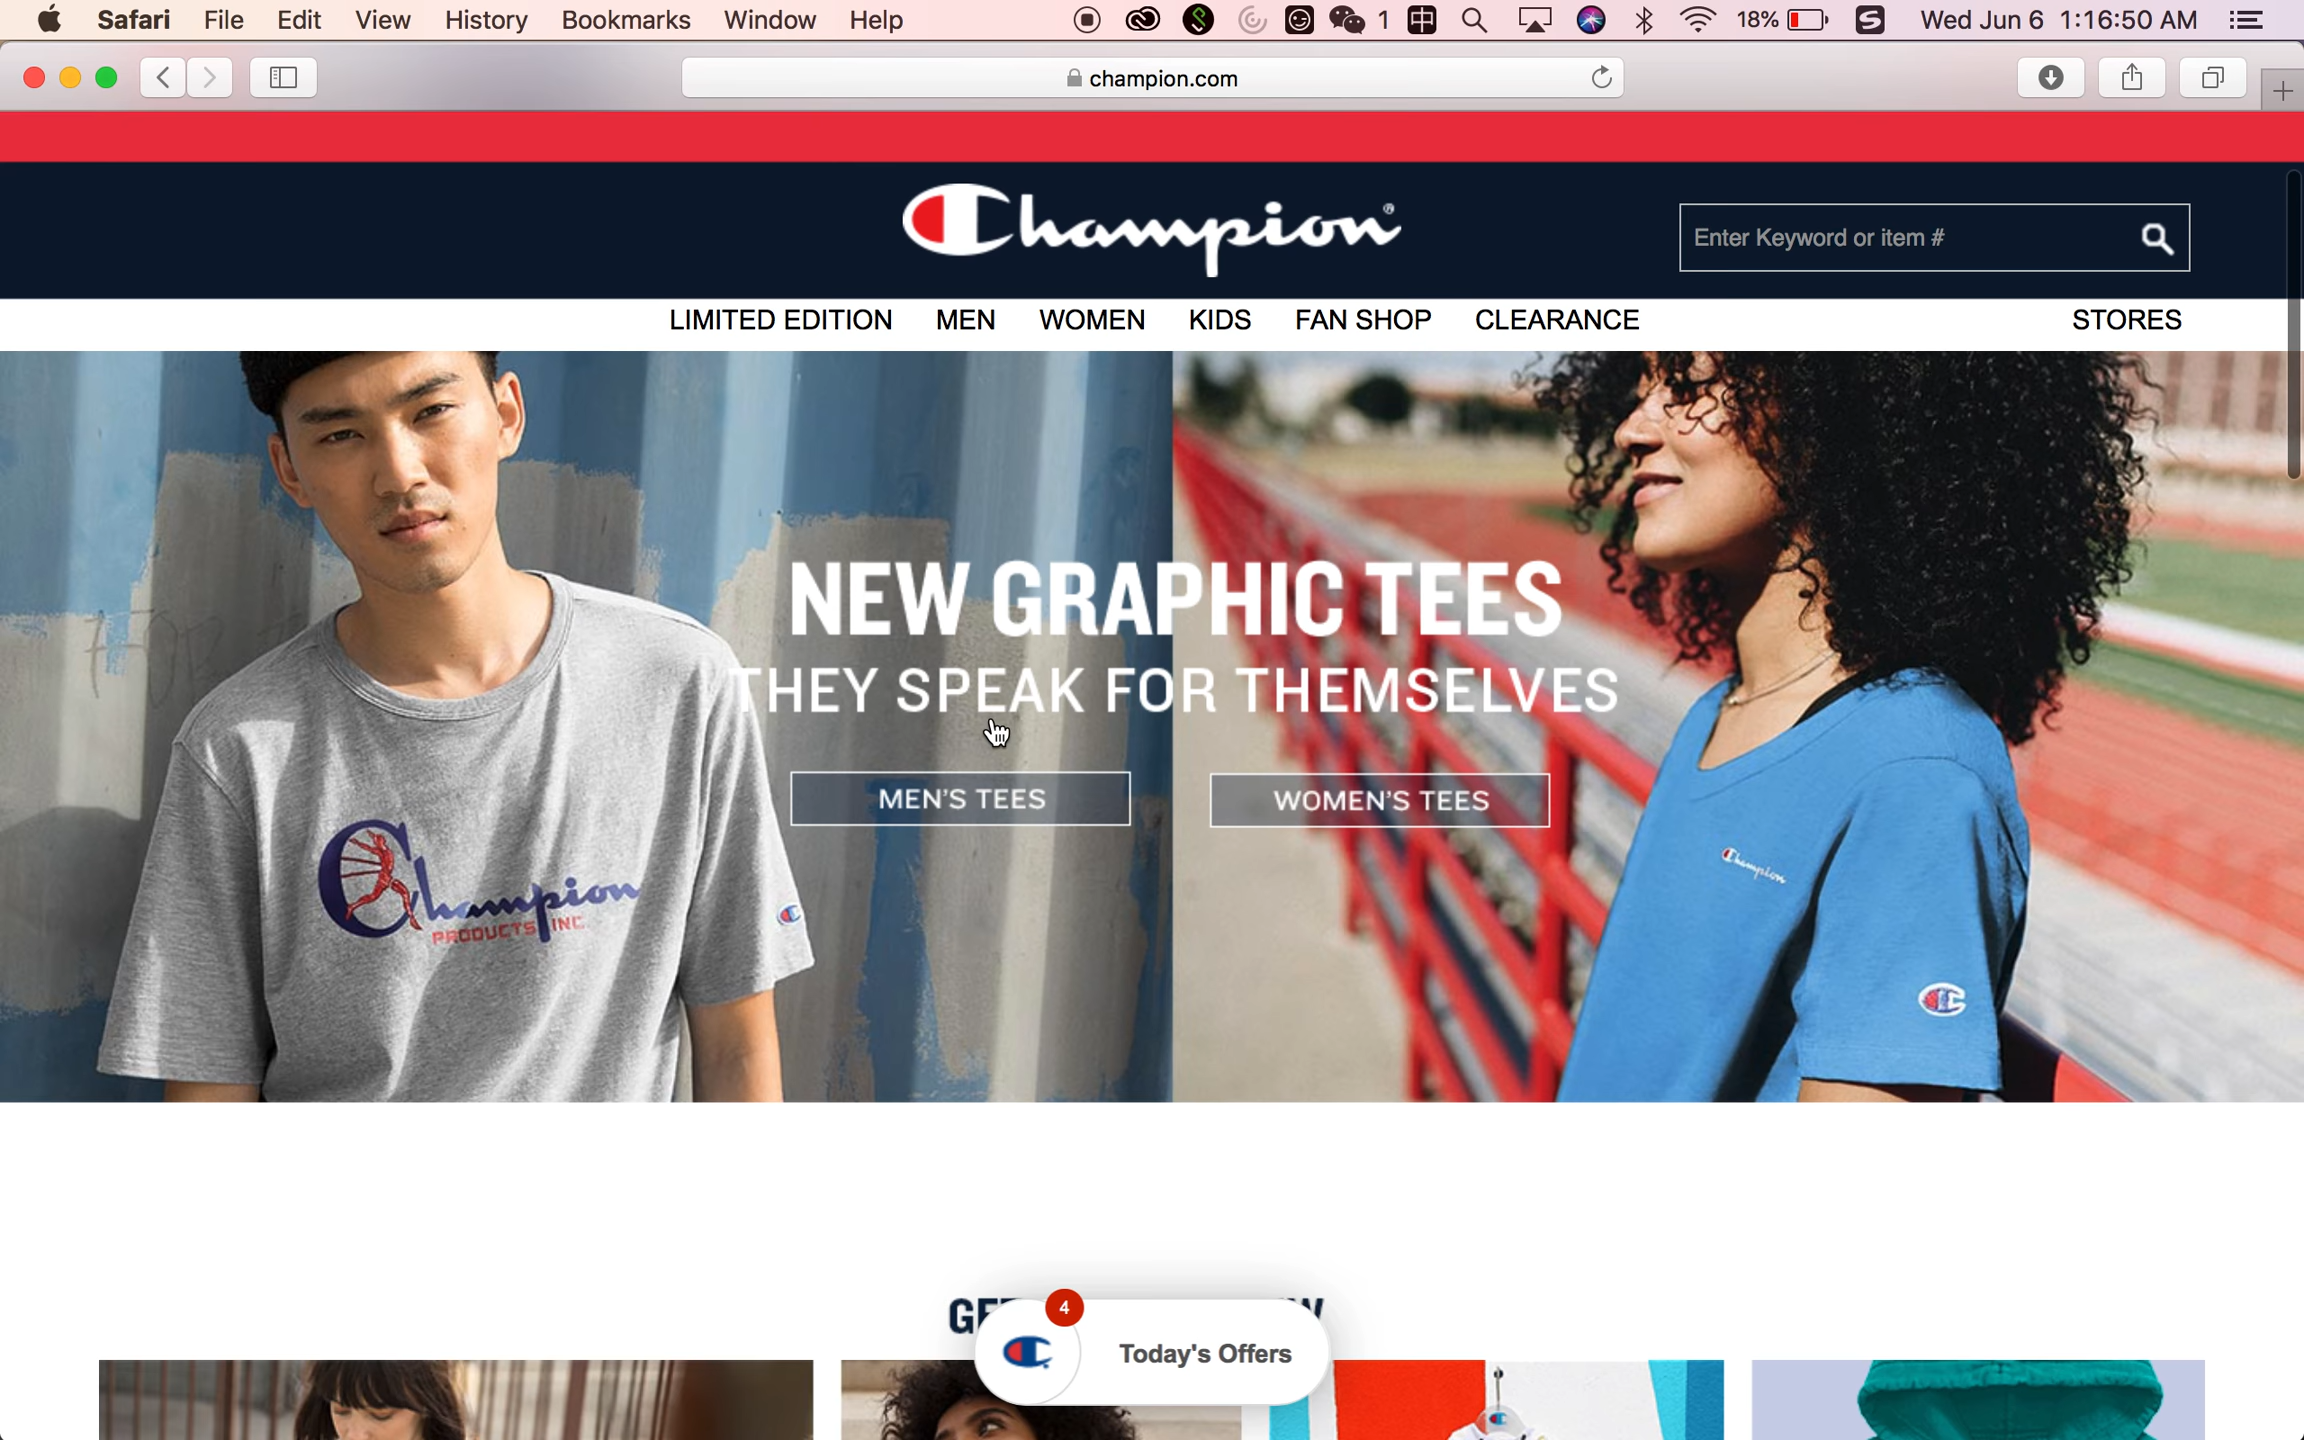 Safari File Edit View History Bookmarks Window Help 1 中 18% S Wed Jun 6 1:16:50 AM
champion.com
Champion®
Enter Keyword or item #
LIMITED EDITION MEN WOMEN KIDS FAN SHOP CLEARANCE STORES
NEW GRAPHIC TEES
THEY SPEAK FOR THEMSELVES
MEN'S TEES WOMEN'S TEES
Champion
PRODUCTS INC.
Champion
4
Today's Offers